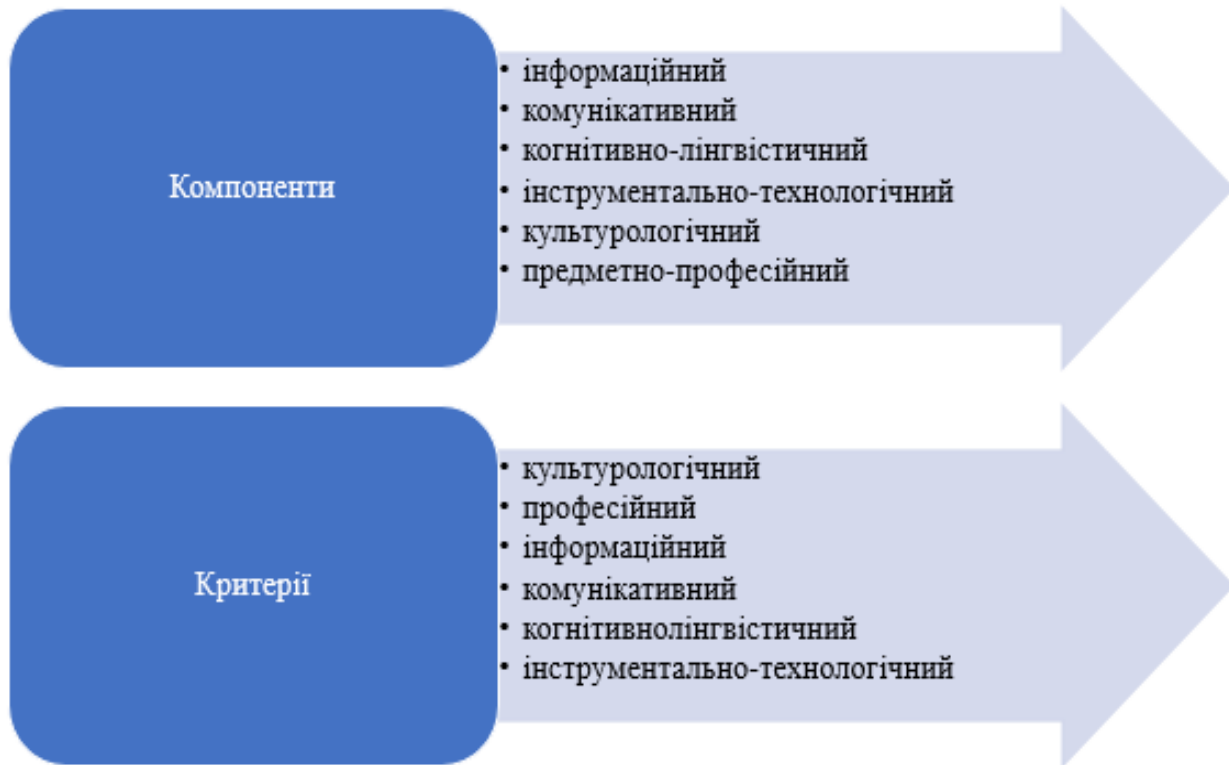 Компоненти
• інформаційний
• комунікативний
• когнітивно-лінгвістичний
• інструментально-технологічний
• культурологічний
• предметно-професійний
Критерії
• культурологічний
• професійний
• інформаційний
• комунікативний
• когнітивнолінгвістичний
• інструментально-технологічний